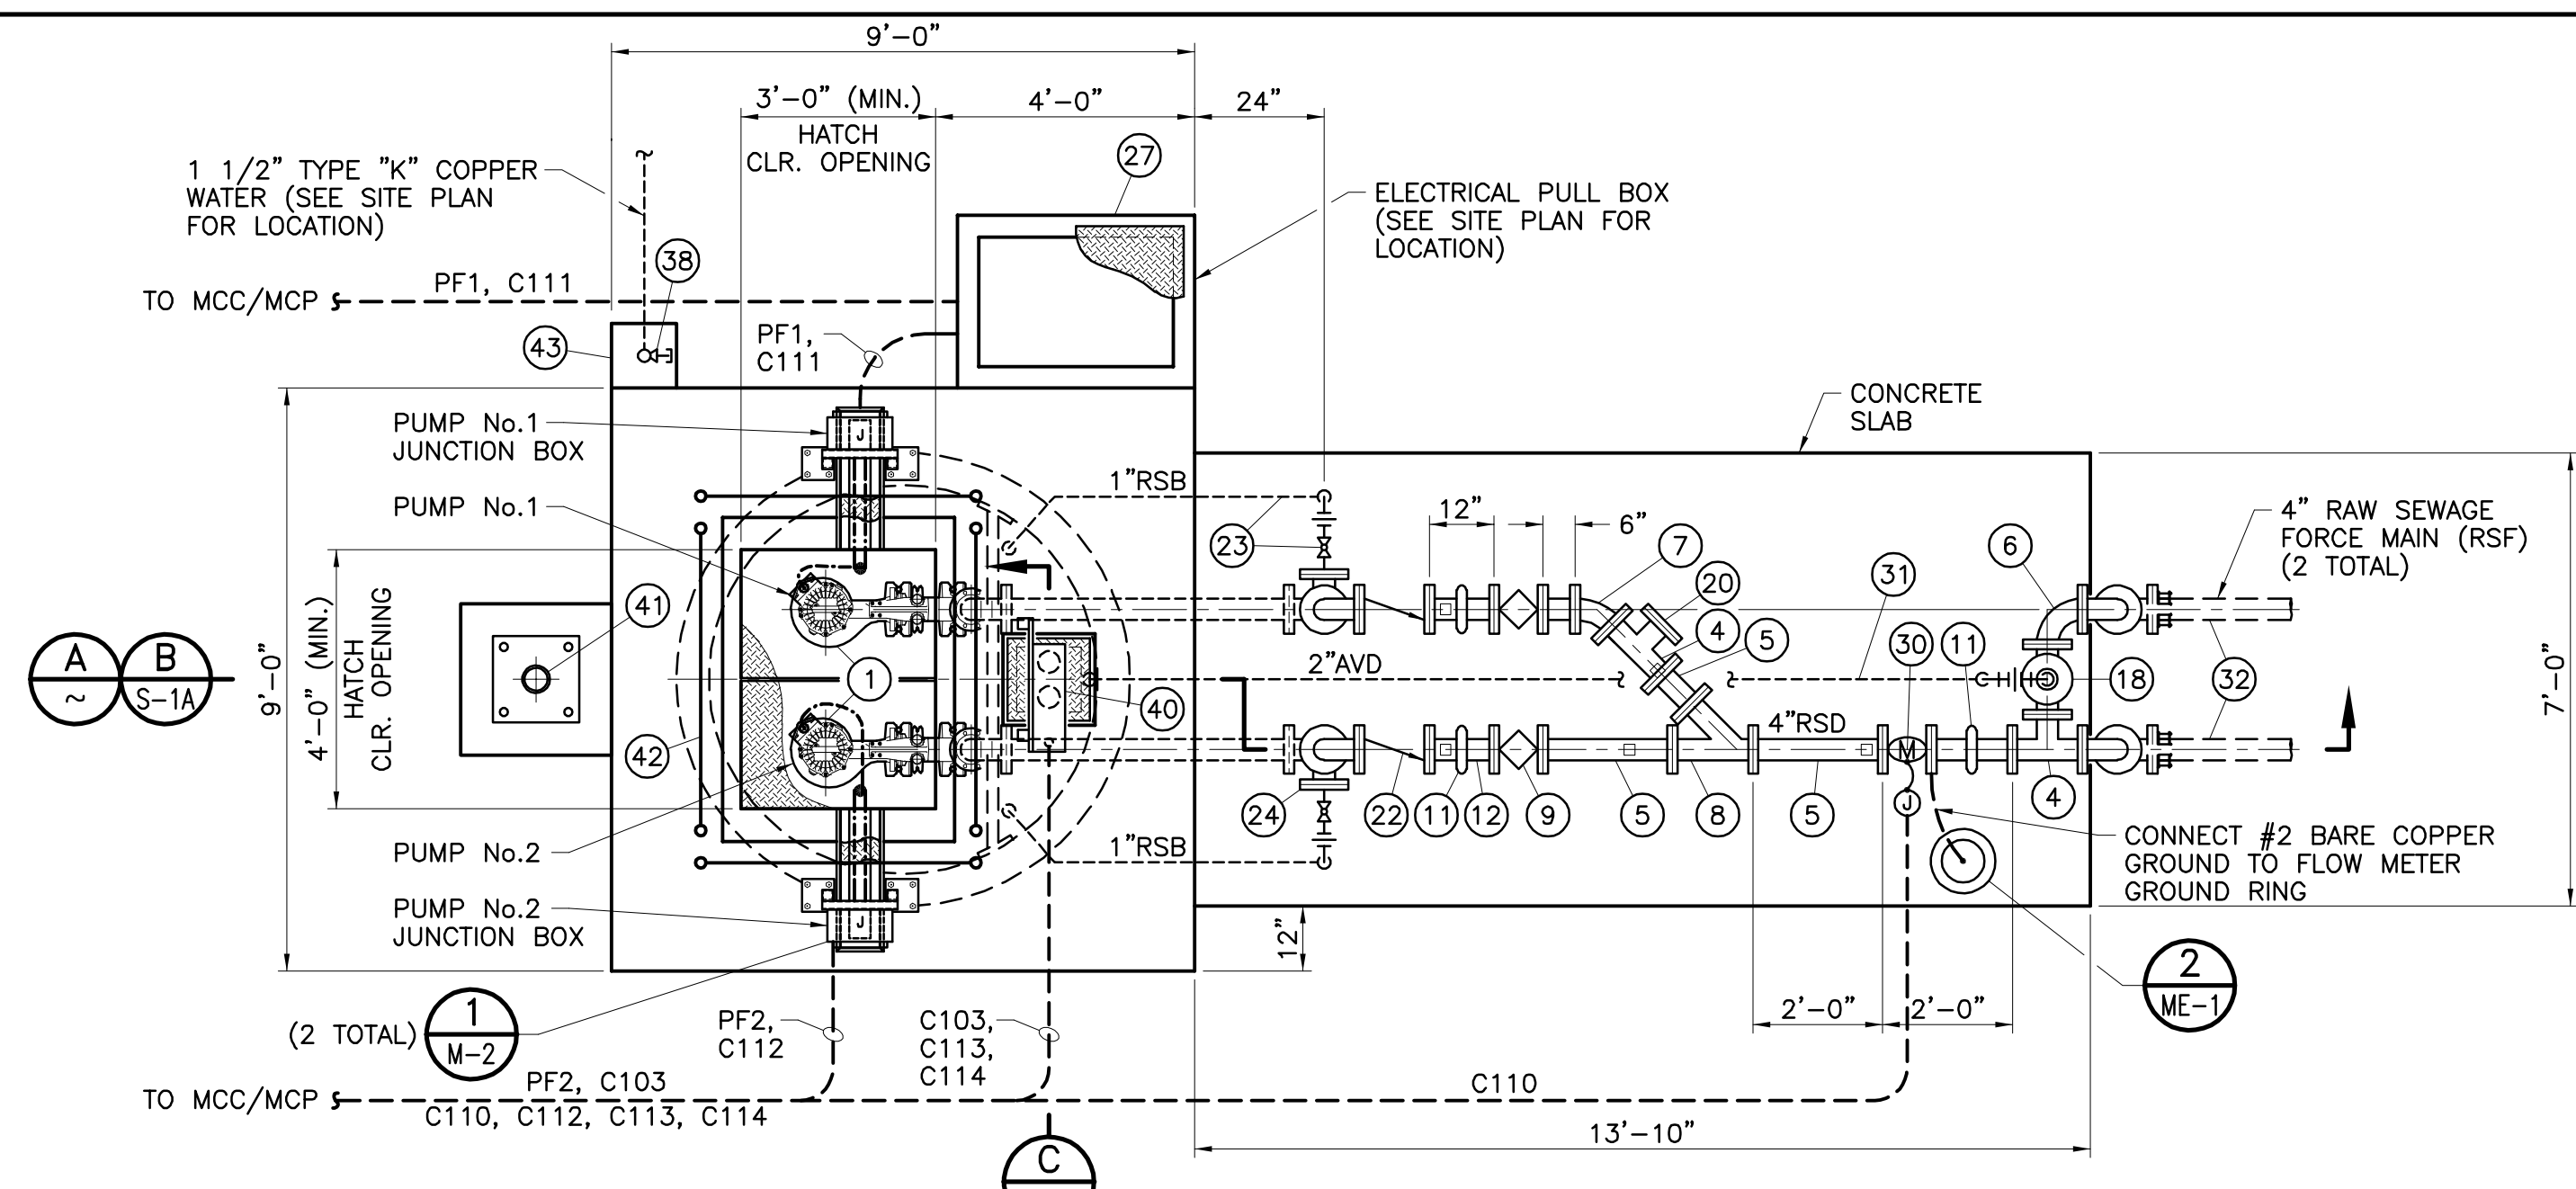 9'-0"
3'-0" (MIN.)
HATCH
CLR. OPENING
4'-0"
24"
27
1 1/2" TYPE "K" COPPER
WATER (SEE SITE PLAN
FOR LOCATION)
ELECTRICAL PULL BOX
(SEE SITE PLAN FOR
LOCATION)
38
TO MCC/MCP
PF1, C111
43
PF1,
C111
CONCRETE
SLAB
PUMP No.1
JUNCTION BOX
J
PUMP No.1
1"RSB
23
12"
6"
7
20
4
5
31
30
11
6
4" RAW SEWAGE
FORCE MAIN (RSF)
(2 TOTAL)
A
~
B
S-1A
9'-0"
4'-0" (MIN.)
HATCH
CLR. OPENING
41
42
1
40
2"AVD
18
32
7'-0"
4"RSD
M
J
24
22
11
12
9
5
8
5
4
PUMP No.2
1"RSB
CONNECT #2 BARE COPPER
GROUND TO FLOW METER
GROUND RING
PUMP No.2
JUNCTION BOX
J
12"
2
ME-1
2'-0"
2'-0"
(2 TOTAL)
1
M-2
PF2,
C112
C103,
C113,
C114
TO MCC/MCP
PF2, C103
C110, C112, C113, C114
C110
13'-10"
C